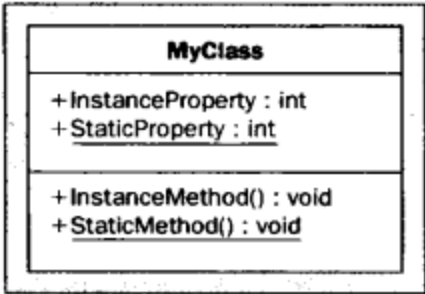 MyClass
+InstanceProperty : int
+StaticProperty : int
+InstanceMethod() : void
+StaticMethod() : void